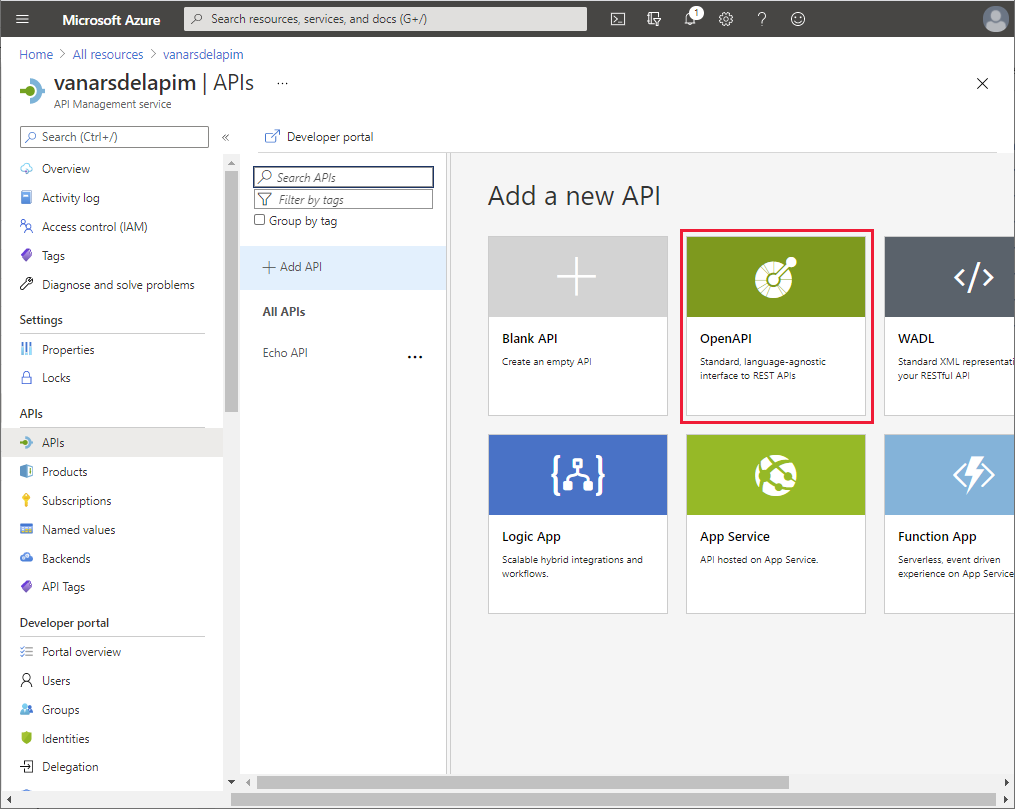 Microsoft Azure
Search resources, services, and docs (G+/)
1
Home > All resources > vanarsdelapim
vanarsdelapim | APIs ...
API Management service
Search (Ctrl+/)
«
Developer portal
Overview
Activity log
Access control (IAM)
Tags
Diagnose and solve problems
Settings
Properties
Locks
APIs
APIs
Products
Subscriptions
Named values
Backends
API Tags
Developer portal
Portal overview
Users
Groups
Identities
Delegation
Search APIs
Filter by tags
Group by tag
+ Add API
All APIs
Echo API ...
Add a new API
Blank API
Create an empty API
OpenAPI
Standard, language-agnostic
interface to REST APIs
WADL
Standard XML representati
your RESTful API
Logic App
Scalable hybrid integrations and
workflows.
App Service
API hosted on App Service.
Function App
Serverless, event driven
experience on App Service